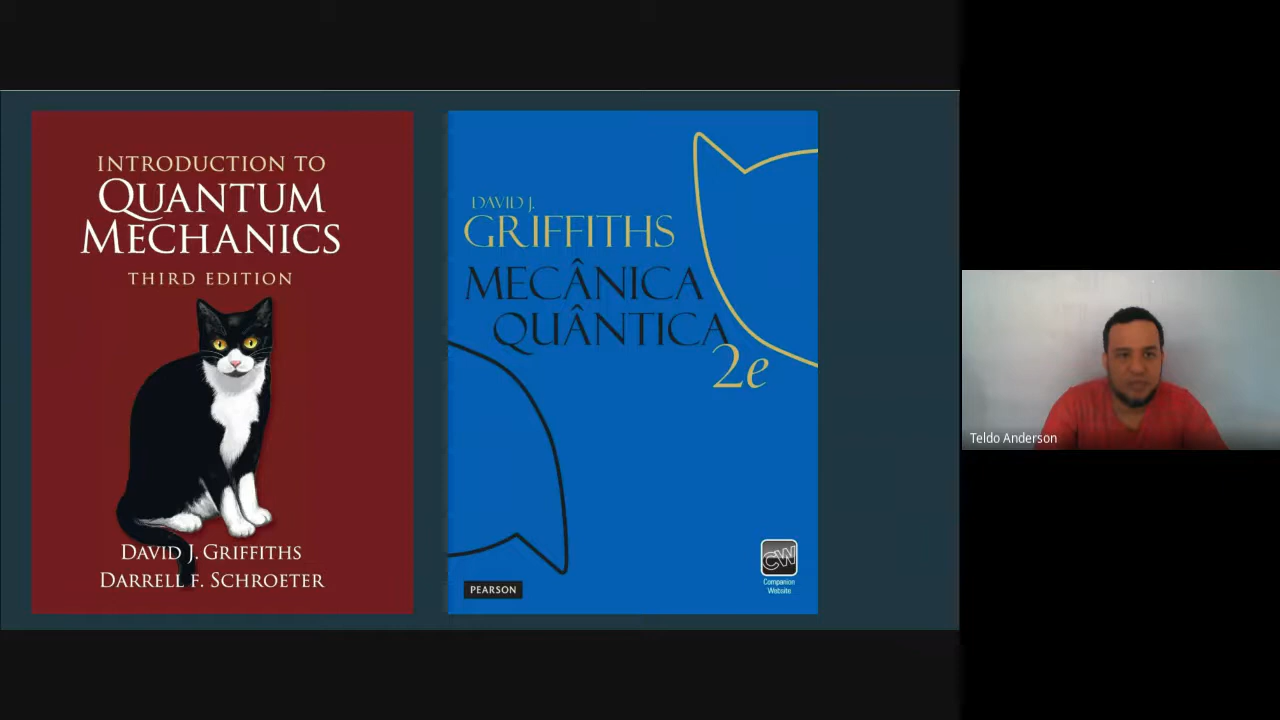 INTRODUCTION TO
QUANTUM
MECHANICS
THIRD EDITION
DAVID J. GRIFFITHS
DARRELL F. SCHROETER
DAVID J.
GRIFFITHS
MECÂNICA
QUÂNTICA
2e
PEARSON
CW
Companion
Website
Teldo Anderson